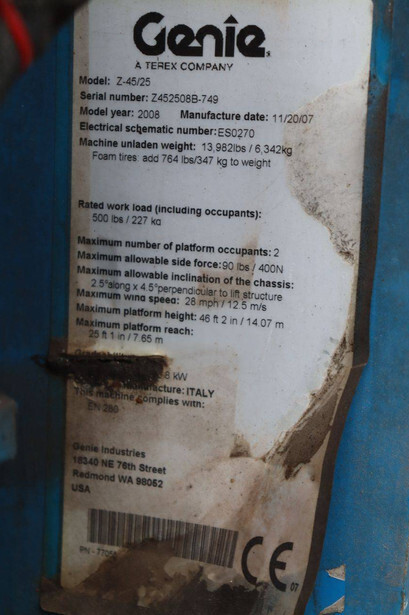 Genie
A TEREX COMPANY
Model: Z-45/25
Serial number: Z452508B-749
Model year: 2008 Manufacture date: 11/20/07
Electrical schematic number: ES0270
Machine unladen weight: 13,982lbs / 6,342kg
Foam tires: add 764 lbs/347 kg to weight
Rated work load (including occupants):
500 lbs / 227 kg
Maximum number of platform occupants: 2
Maximum allowable side force: 90 lbs / 400N
Maximum allowable inclination of the chassis:
2.5°along x 4.5°perpendicular to lift structure
Maximum wind speed: 28 mph / 12.5 m/s
Maximum platform height: 46 ft 2 in / 14.07 m
Maximum platform reach:
25 ft 1 in / 7.65 m
kW
Manufacture: ITALY
This machine complies with:
EN 280
Genie Industries
18340 NE 76th Street
Redmond WA 98052
USA
PN -
CE 07